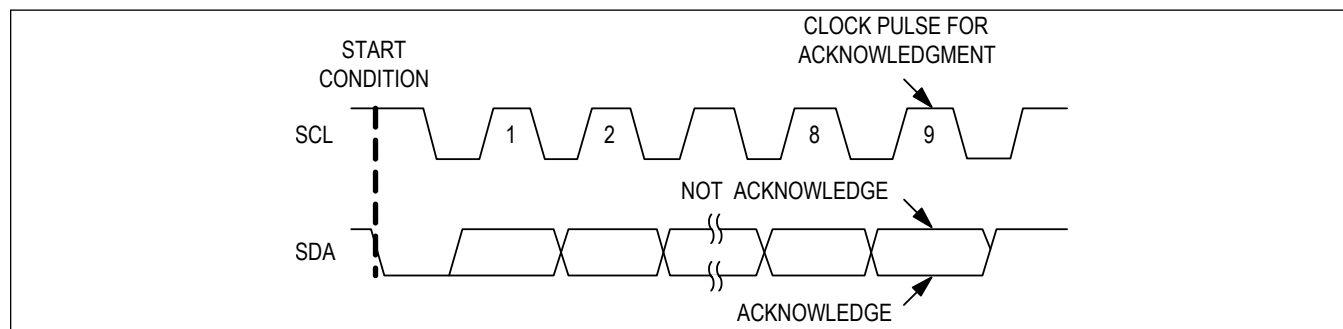 CLOCK PULSE FOR
ACKNOWLEDGMENT
START
CONDITION
SCL
1
2
8
9
NOT ACKNOWLEDGE
SDA
ACKNOWLEDGE